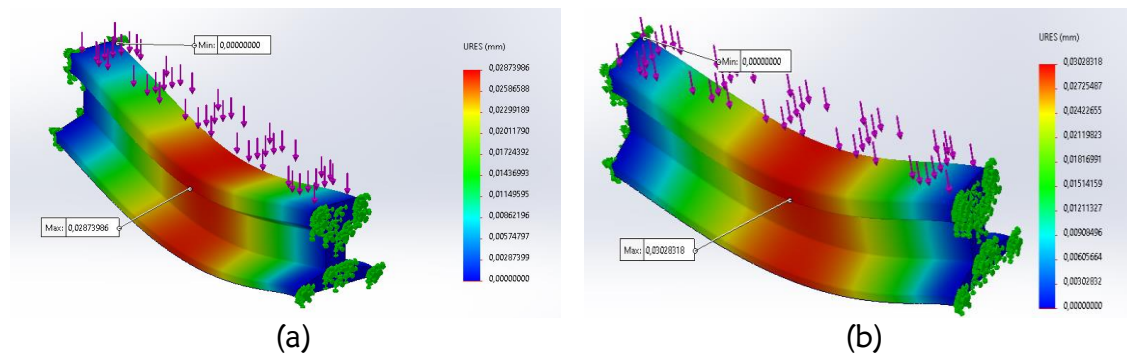 Min: 0,00000000
URES (mm)
0,02873986
0,02586588
0,02299189
0,02011790
0,01724392
0,01436993
0,01149595
0,00862196
0,00574797
0,00287399
0,00000000
Max: 0,02873986
(a)
Min: 0,00000000
URES (mm)
0,03028318
0,02725487
0,02422655
0,02119823
0,01816991
0,01514159
0,01211327
0,00908496
0,00605664
0,00302832
0,00000000
Max: 0,03028318
(b)